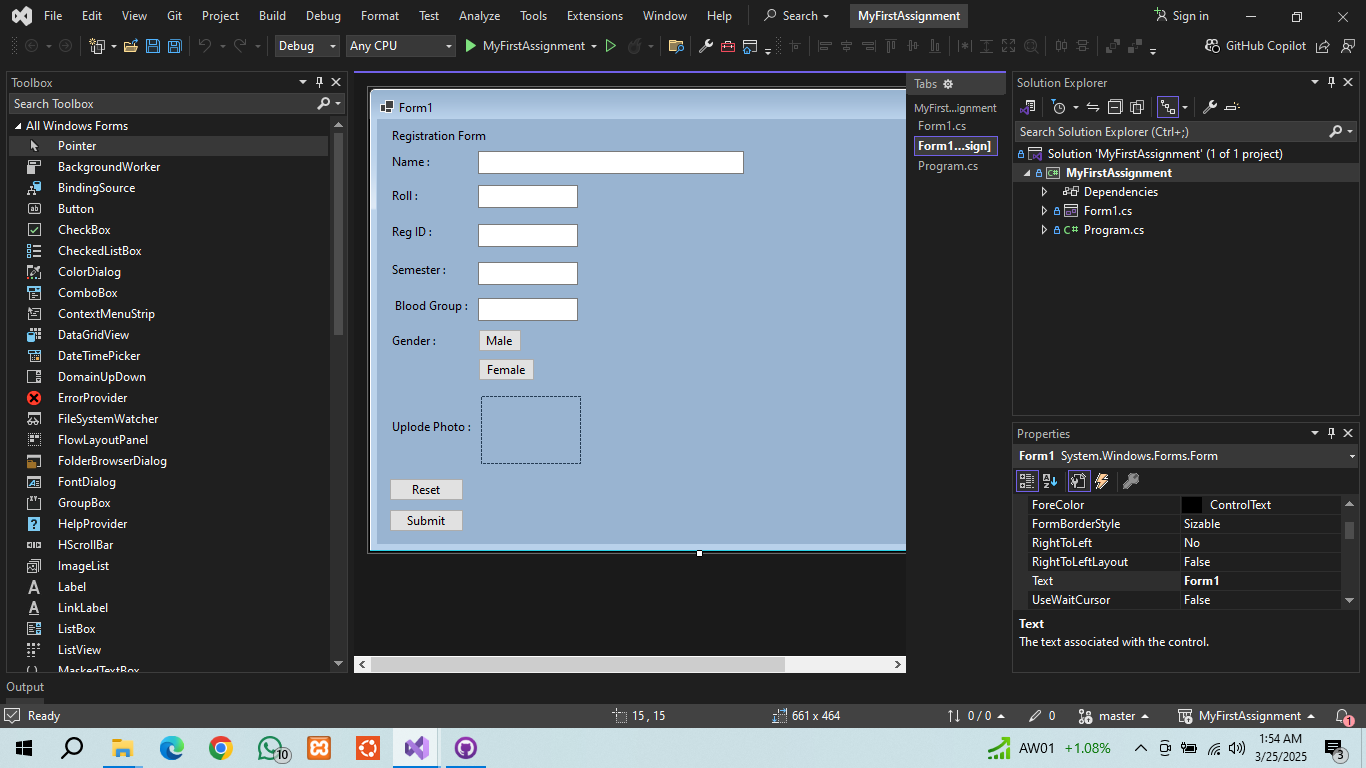 File Edit View Git Project Build Debug Format Test Analyze Tools Extensions Window Help Search MyFirstAssignment Sign in
Debug Any CPU MyFirstAssignment GitHub Copilot
Toolbox
Search Toolbox
All Windows Forms
Pointer
BackgroundWorker
BindingSource
Button
CheckBox
CheckedListBox
ColorDialog
ComboBox
ContextMenuStrip
DataGridView
DateTimePicker
DomainUpDown
ErrorProvider
FileSystemWatcher
FlowLayoutPanel
FolderBrowserDialog
FontDialog
GroupBox
HelpProvider
HScrollBar
ImageList
Label
LinkLabel
ListBox
ListView
MaskedTextBox
Form1
Registration Form
Name :
Roll :
Reg ID :
Semester :
Blood Group :
Gender :
Male
Female
Uplode Photo :
Reset
Submit
Tabs
MyFirst...ignment
Form1.cs
Form1...sign]
Program.cs
Solution Explorer
Search Solution Explorer (Ctrl+;)
Solution 'MyFirstAssignment' (1 of 1 project)
MyFirstAssignment
Dependencies
Form1.cs
Program.cs
Properties
Form1 System.Windows.Forms.Form
ForeColor ControlText
FormBorderStyle Sizable
RightToLeft No
RightToLeftLayout False
Text Form1
UseWaitCursor False
Text
The text associated with the control.
Output
Ready 15 , 15 661 x 464 0 / 0 0 master MyFirstAssignment 1
10 AW01 +1.08% 1:54 AM
3/25/2025 3